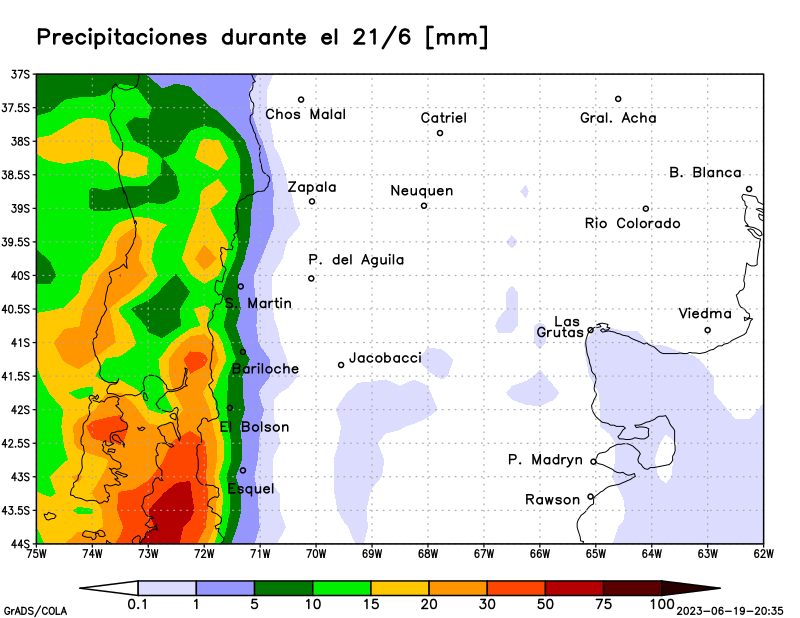 Precipitaciones durante el 21/6 [mm]
37S
37.5S
38S
38.5S
39S
39.5S
40S
40.5S
41S
41.5S
42S
42.5S
43S
43.5S
44S
Chos Malal
Catriel
Gral. Acha
B. Blanca
Zapala
Neuquen
Rio Colorado
P. del Aguila
S. Martin
Viedma
Las
Grutas
Jacobacci
Bariloche
El Bolson
P. Madryn
Esquel
Rawson
75W 74W 73W 72W 71W 70W 69W 68W 67W 66W 65W 64W 63W 62W
0.1 1 5 10 15 20 30 50 75 100
GrADS/COLA
2023-06-19-20:35